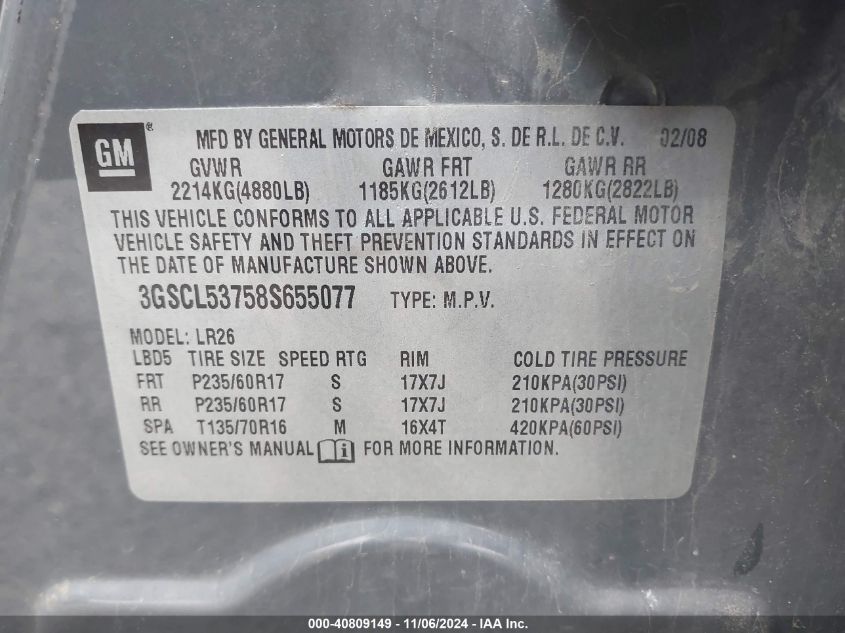 GM ® MFD BY GENERAL MOTORS DE MEXICO, S. DE R.L. DE C.V. 02/08
GVWR GAWR FRT GAWR RR
2214KG(4880LB) 1185KG(2612LB) 1280KG(2822LB)
THIS VEHICLE CONFORMS TO ALL APPLICABLE U.S. FEDERAL MOTOR
VEHICLE SAFETY AND THEFT PREVENTION STANDARDS IN EFFECT ON
THE DATE OF MANUFACTURE SHOWN ABOVE.
3GSCL53758S655077 TYPE: M.P.V.
MODEL: LR26
LBD5 TIRE SIZE SPEED RTG RIM COLD TIRE PRESSURE
FRT P235/60R17 S 17X7J 210KPA(30PSI)
RR P235/60R17 S 17X7J 210KPA(30PSI)
SPA T135/70R16 M 16X4T 420KPA(60PSI)
SEE OWNER'S MANUAL i FOR MORE INFORMATION.
000-40809149 - 11/06/2024 - IAA Inc.